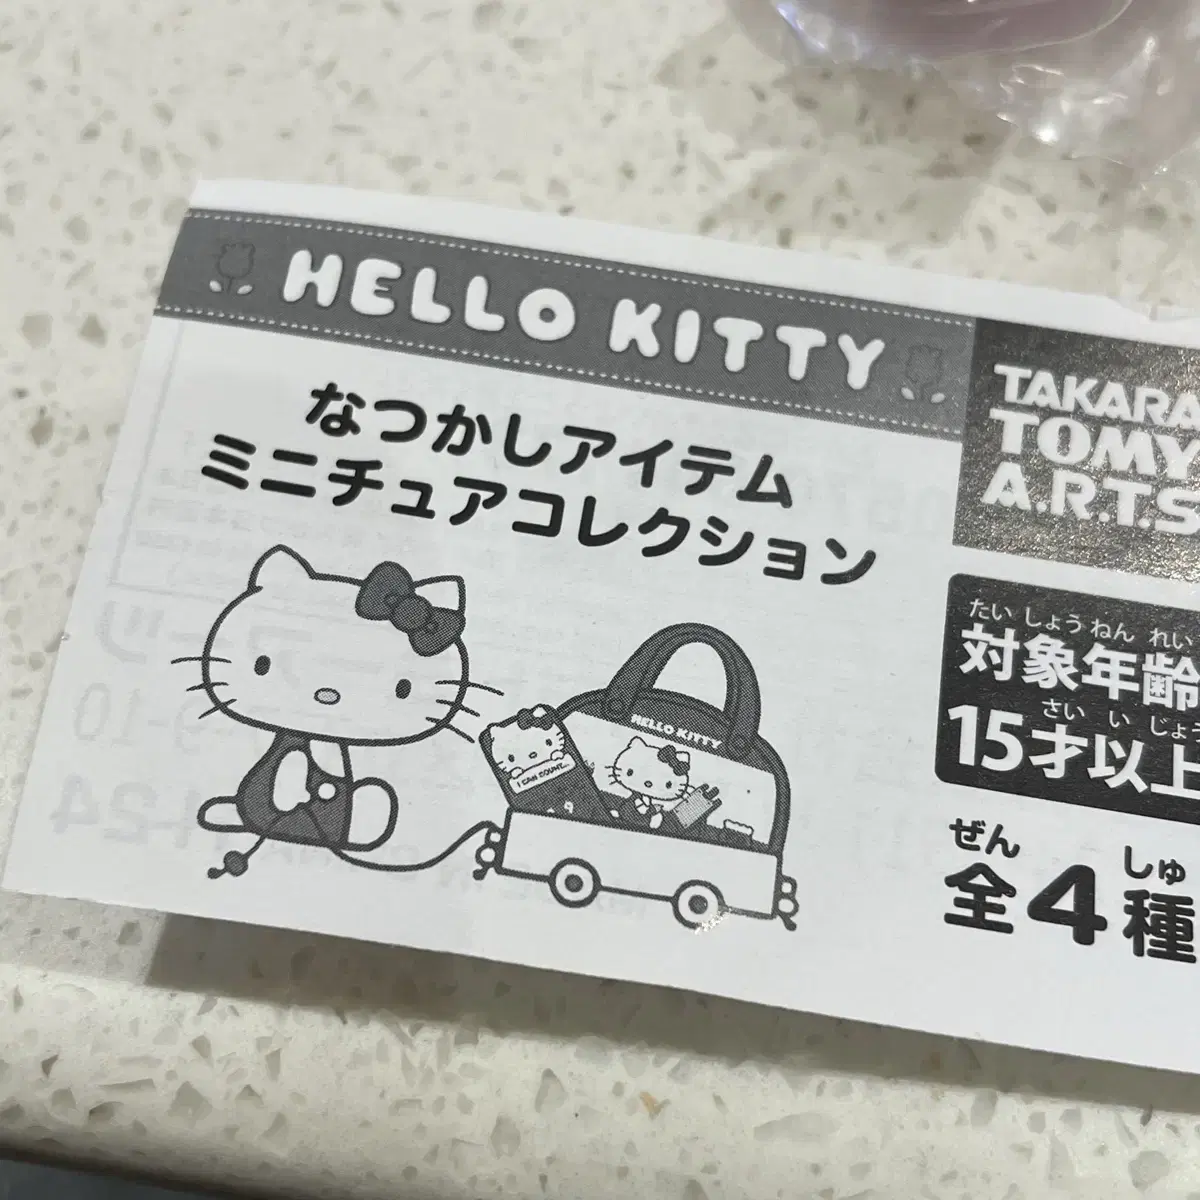 HELLO KITTY
なつかしアイテム
ミニチュアコレクション
HELLO KITTY
I CAN COUNT...
TAKARA
TOMY
A.R.T.S
たいしょうねんれい
対象年齢
さいいじょう
15才以上
ぜん しゅ
全4種